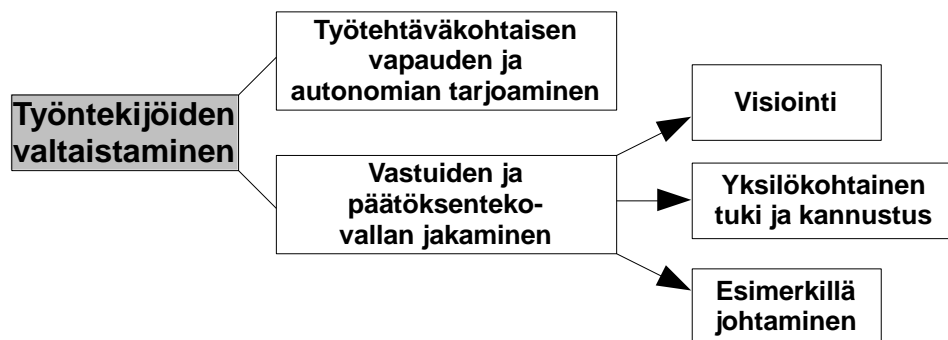 Työntekijöiden
valtaistaminen
Työtehtäväkohtaisen
vapauden ja
autonomian tarjoaminen
Vastuiden ja
päätöksenteko-
vallan jakaminen
Visiointi
Yksilökohtainen
tuki ja kannustus
Esimerkillä
johtaminen